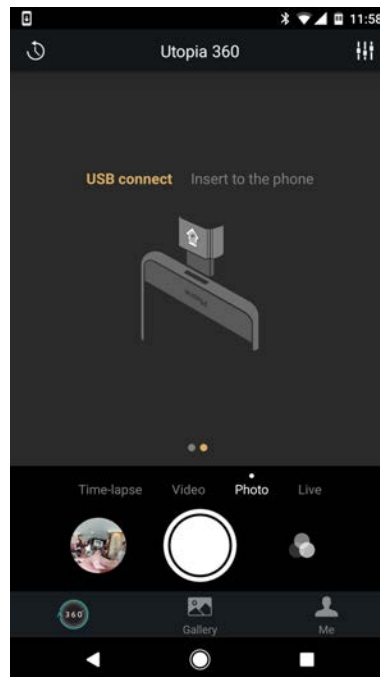 11:58
Utopia 360
USB connect Insert to the phone
Time-lapse Video Photo Live
360°
Gallery Me